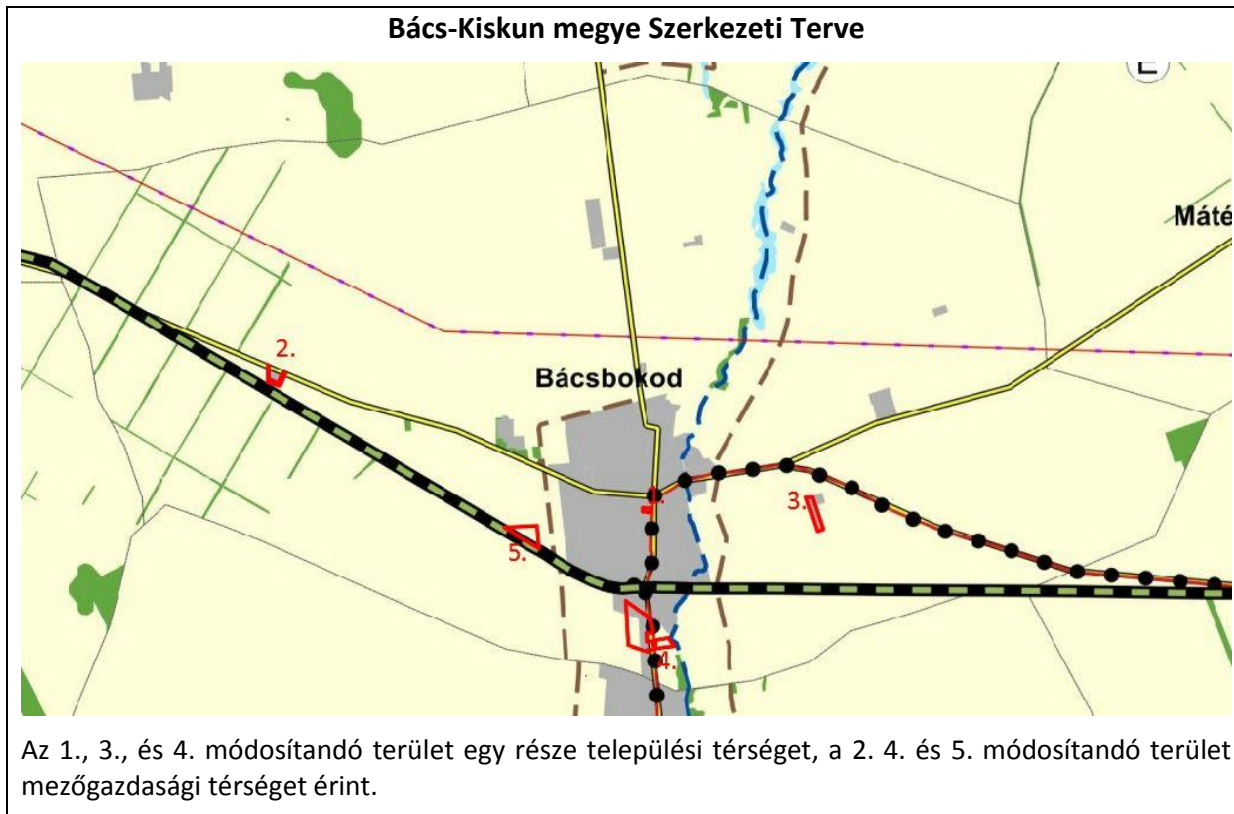 Bács-Kiskun megye Szerkezeti Terve
E
Máté
2.
Bácsbokod
1.
3.
5.
4.
Az 1., 3., és 4. módosítandó terület egy része települési térséget, a 2. 4. és 5. módosítandó terület
mezőgazdasági térséget érint.